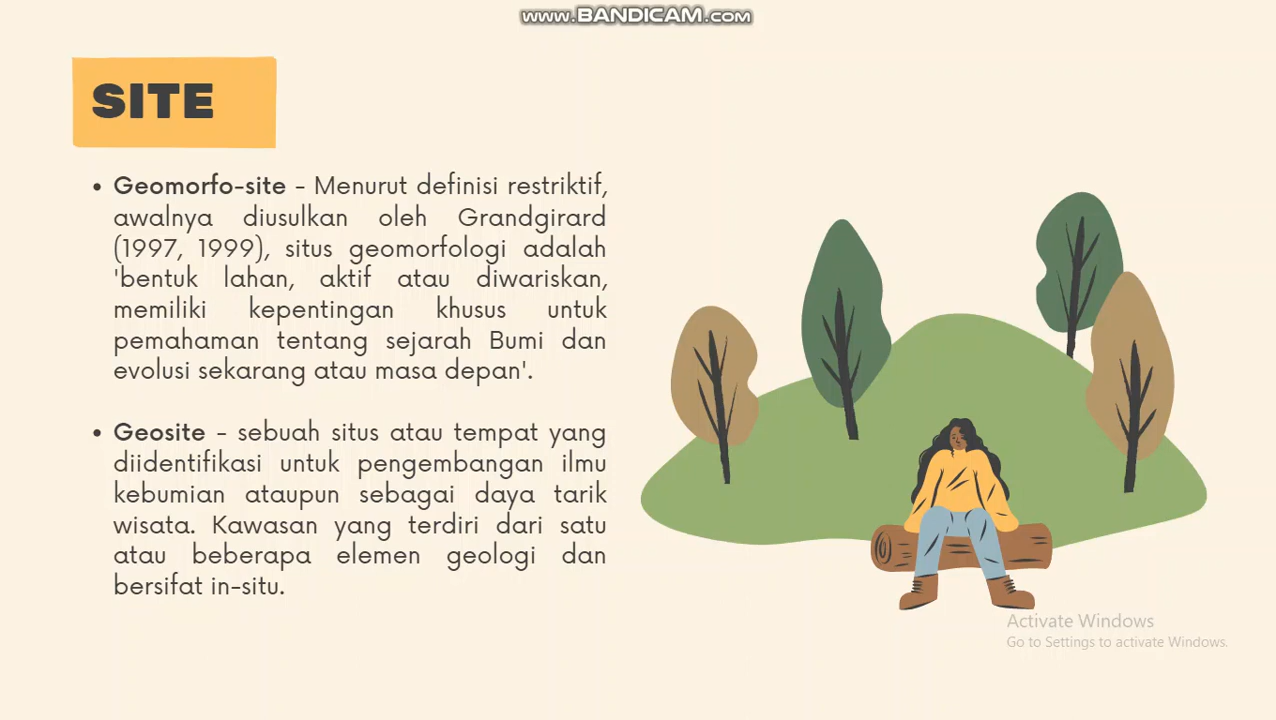 www.BANDICAM.com
SITE
• Geomorfo-site - Menurut definisi restriktif,
awalnya diusulkan oleh Grandgirard
(1997, 1999), situs geomorfologi adalah
'bentuk lahan, aktif atau diwariskan,
memiliki kepentingan khusus untuk
pemahaman tentang sejarah Bumi dan
evolusi sekarang atau masa depan'.
• Geosite - sebuah situs atau tempat yang
diidentifikasi untuk pengembangan ilmu
kebumian ataupun sebagai daya tarik
wisata. Kawasan yang terdiri dari satu
atau beberapa elemen geologi dan
bersifat in-situ.
Activate Windows
Go to Settings to activate Windows.